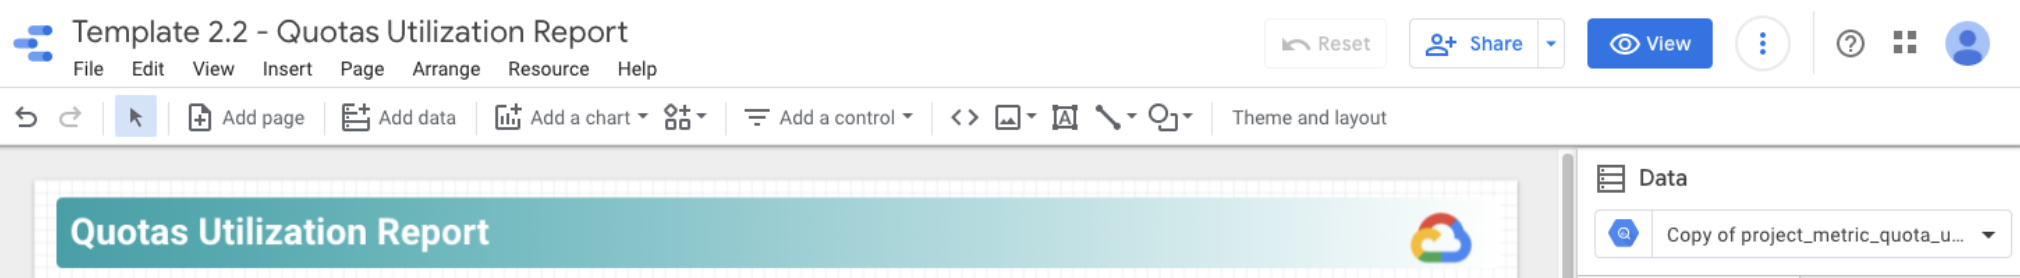 Template 2.2 - Quotas Utilization Report
File Edit View Insert Page Arrange Resource Help
Reset Share View
Add page Add data Add a chart Add a control Theme and layout
Data
Quotas Utilization Report
Copy of project_metric_quota_u...